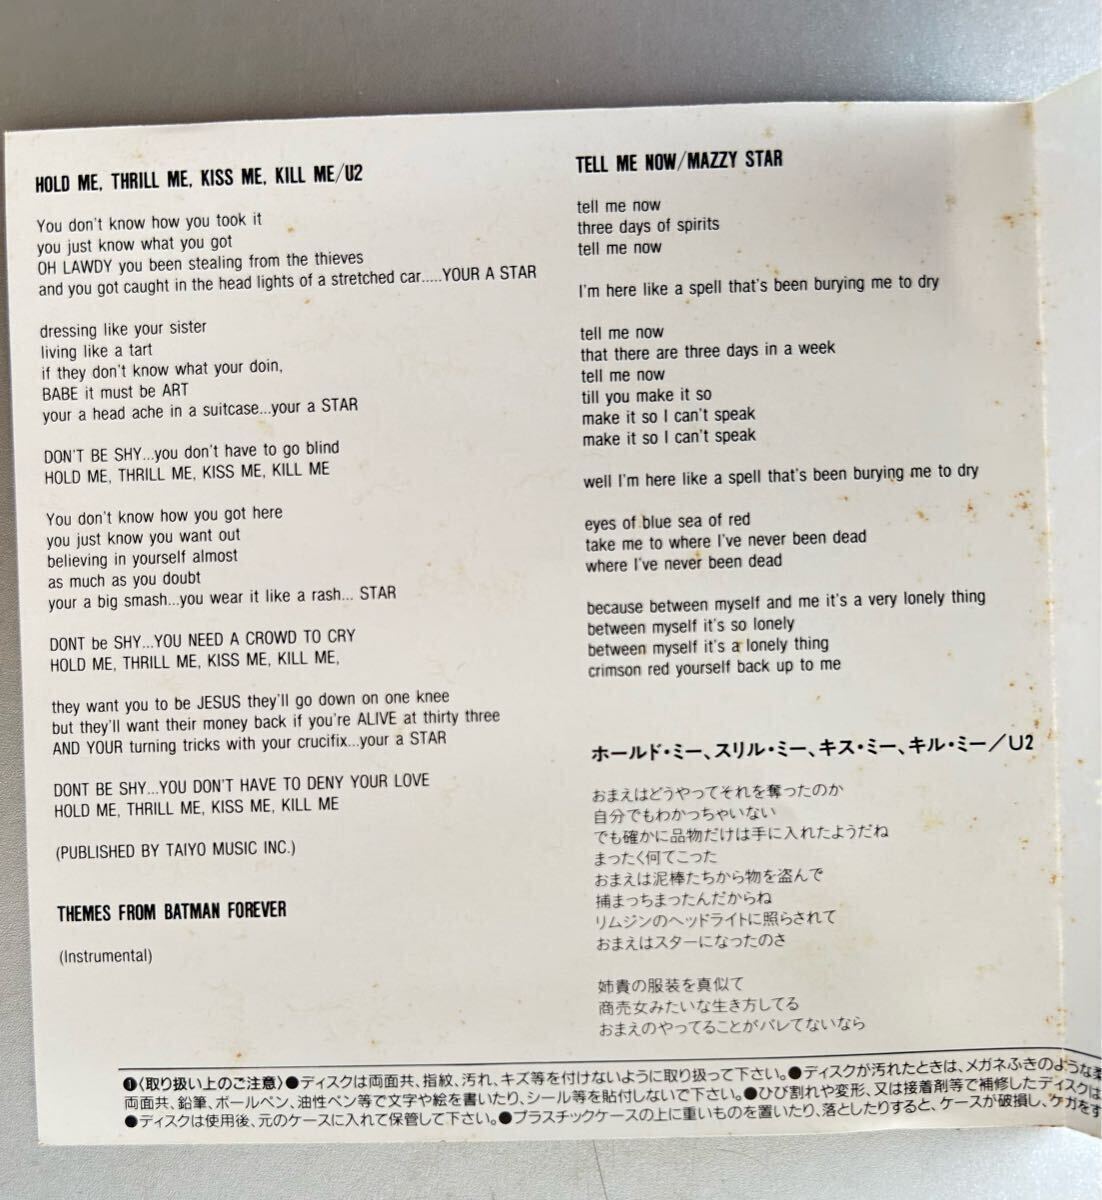 HOLD ME, THRILL ME, KISS ME, KILL ME/U2
You don't know how you took it
you just know what you got
OH LAWDY you been stealing from the thieves
and you got caught in the head lights of a stretched car.....YOUR A STAR
dressing like your sister
living like a tart
if they don't know what your doin,
BABE it must be ART
your a head ache in a suitcase...your a STAR
DON'T BE SHY...you don't have to go blind
HOLD ME, THRILL ME, KISS ME, KILL ME
You don't know how you got here
you just know you want out
believing in yourself almost
as much as you doubt
your a big smash...you wear it like a rash... STAR
DONT be SHY...YOU NEED A CROWD TO CRY
HOLD ME, THRILL ME, KISS ME, KILL ME,
they want you to be JESUS they'll go down on one knee
but they'll want their money back if you're ALIVE at thirty three
AND YOUR turning tricks with your crucifix...your a STAR
DONT BE SHY...YOU DON'T HAVE TO DENY YOUR LOVE
HOLD ME, THRILL ME, KISS ME, KILL ME
(PUBLISHED BY TAIYO MUSIC INC.)
THEMES FROM BATMAN FOREVER
(Instrumental)
TELL ME NOW/MAZZY STAR
tell me now
three days of spirits
tell me now
I'm here like a spell that's been burying me to dry
tell me now
that there are three days in a week
tell me now
till you make it so
make it so I can't speak
make it so I can't speak
well I'm here like a spell that's been burying me to dry
eyes of blue sea of red
take me to where I've never been dead
where I've never been dead
because between myself and me it's a very lonely thing
between myself it's so lonely
between myself it's a lonely thing
crimson red yourself back up to me
ホールド・ミー、スリル・ミー、キス・ミー、キル・ミー/U2
おまえはどうやってそれを奪ったのか
自分でもわかっちゃいない
でも確かに品物だけは手に入れたようだね
まったく何てこった
おまえは泥棒たちから物を盗んで
捕まっちまったんだからね
リムジンのヘッドライトに照らされて
おまえはスターになったのさ
姉貴の服装を真似て
商売女みたいな生き方してる
おまえのやってることがバレてないなら
❶〈取り扱い上のご注意〉●ディスクは両面共、指紋、汚れ、キズ等を付けないように取り扱って下さい。●ディスクが汚れたときは、メガネふきのような柔
両面共、鉛筆、ボールペン、油性ペン等で文字や絵を書いたり、シール等を貼付しないで下さい。●ひび割れや変形、又は接着剤等で補修したディスクは
●ディスクは使用後、元のケースに入れて保管して下さい。●プラスチックケースの上に重いものを置いたり、落としたりすると、ケースが破損し、ケガをす